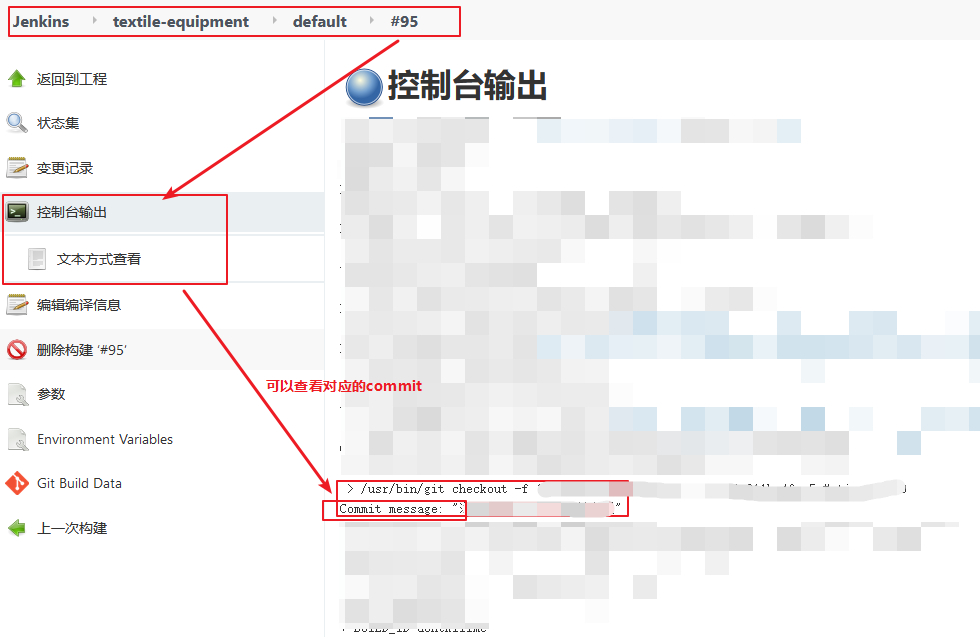 Jenkins textile-equipment default #95
返回到工程
状态集
变更记录
控制台输出
文本方式查看
编辑编译信息
删除构建 ‘#95’
参数
Environment Variables
Git Build Data
上一次构建
控制台输出
可以查看对应的commit
> /usr/bin/git checkout -f
Commit message: "